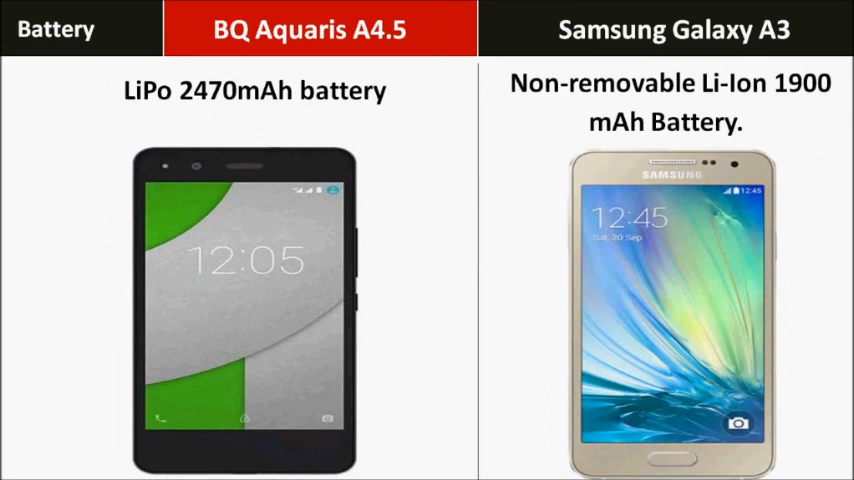 Battery
BQ Aquaris A4.5
Samsung Galaxy A3
LiPo 2470mAh battery
Non-removable Li-Ion 1900
mAh Battery.
12:05
SAMSUNG
12:45
12:45
Sat, 20 Sep